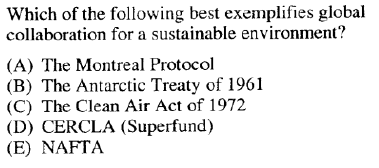 Which of the following best exemplifies global
collaboration for a sustainable environment?
(A) The Montreal Protocol
(B) The Antarctic Treaty of 1961
(C) The Clean Air Act of 1972
(D) CERCLA (Superfund)
(E) NAFTA